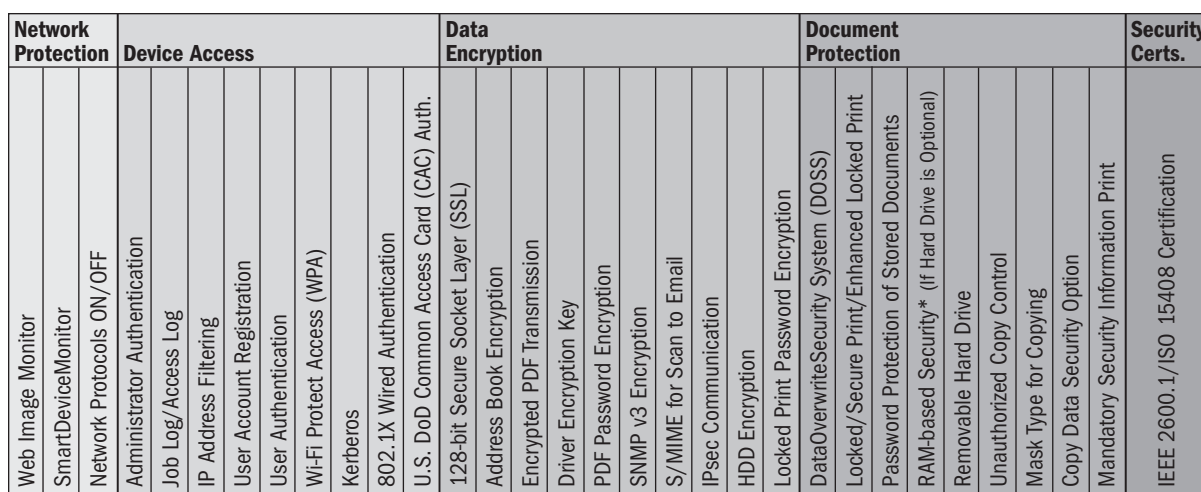 Network
Protection
Device Access
Data
Encryption
Document
Protection
Security
Certs.
Web Image Monitor
SmartDeviceMonitor
Network Protocols ON/OFF
Administrator Authentication
Job Log/Access Log
IP Address Filtering
User Account Registration
User Authentication
Wi-Fi Protect Access (WPA)
Kerberos
802.1X Wired Authentication
U.S. DoD Common Access Card (CAC) Auth.
128-bit Secure Socket Layer (SSL)
Address Book Encryption
Encrypted PDF Transmission
Driver Encryption Key
PDF Password Encryption
SNMP v3 Encryption
S/MIME for Scan to Email
IPsec Communication
HDD Encryption
Locked Print Password Encryption
DataOverwriteSecurity System (DOSS)
Locked/Secure Print/Enhanced Locked Print
Password Protection of Stored Documents
RAM-based Security* (If Hard Drive is Optional)
Removable Hard Drive
Unauthorized Copy Control
Mask Type for Copying
Copy Data Security Option
Mandatory Security Information Print
IEEE 2600.1/ISO 15408 Certification